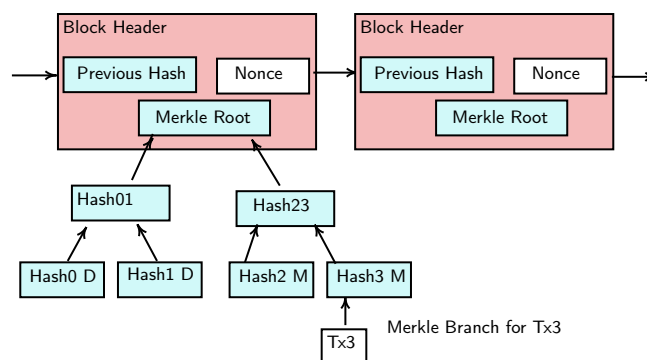 Block Header
Block Header
Previous Hash
Nonce
Previous Hash
Nonce
Merkle Root
Merkle Root
Hash01
Hash23
Hash0 D
Hash1 D
Hash2 M
Hash3 M
Merkle Branch for Tx3
Tx3